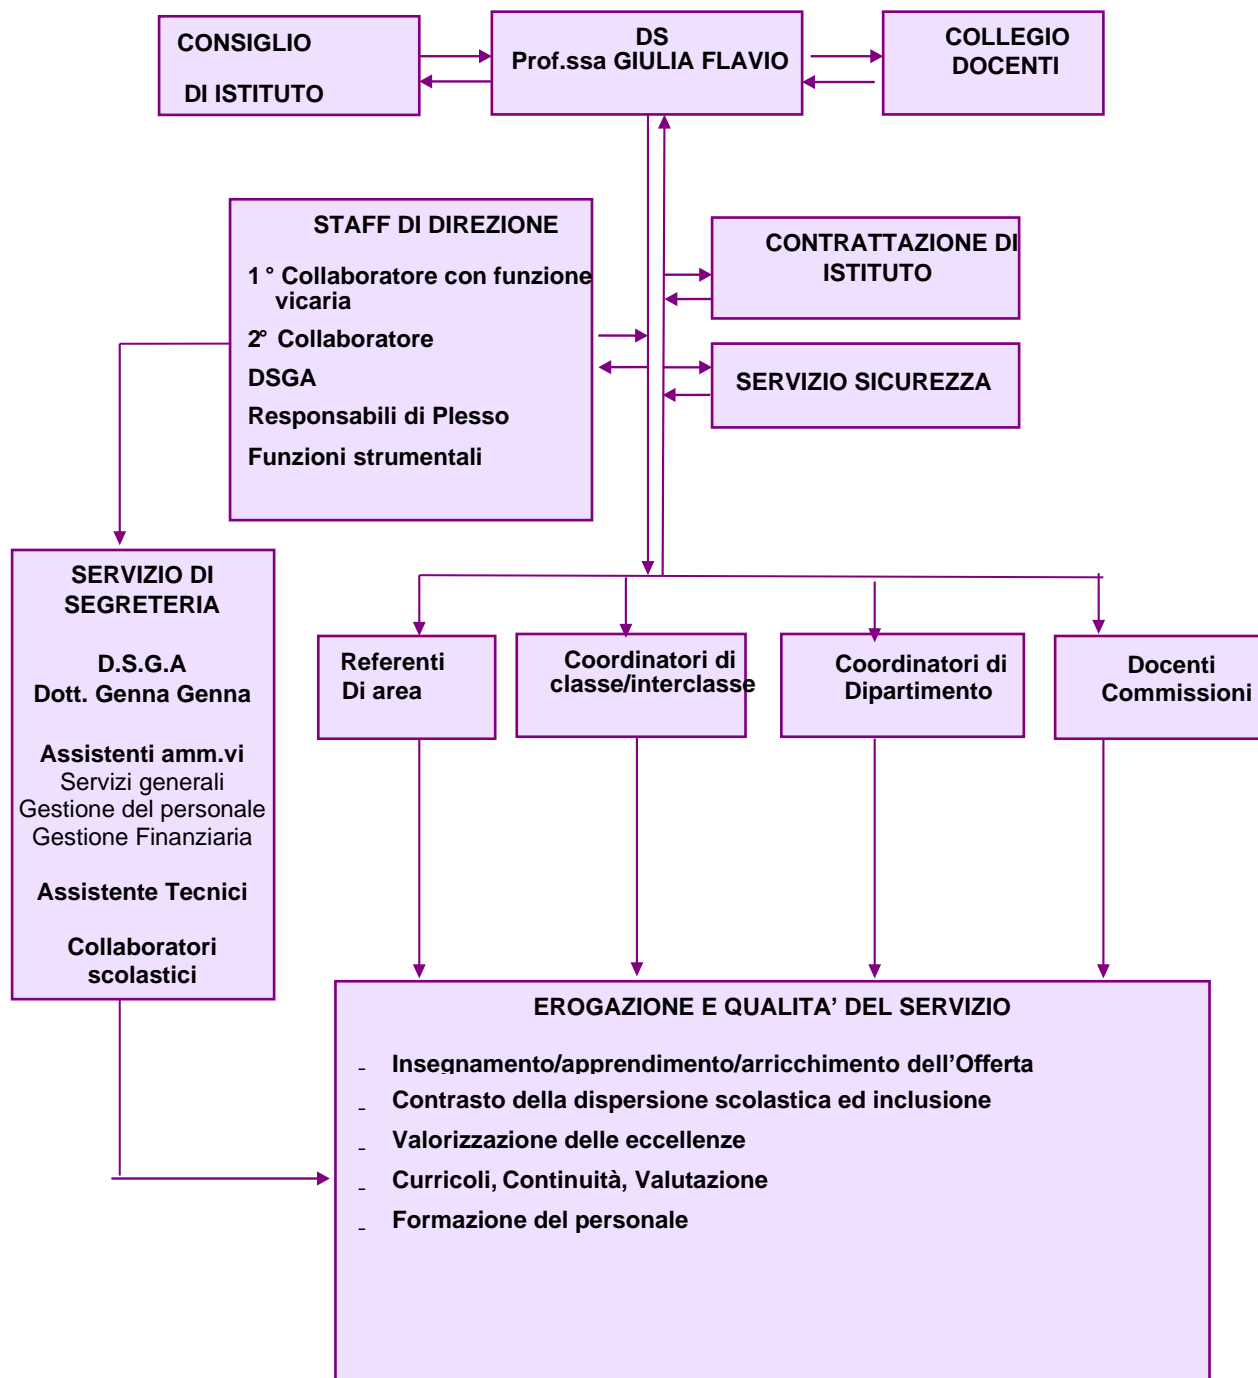 CONSIGLIO
DI ISTITUTO
DS
Prof.ssa GIULIA FLAVIO
COLLEGIO
DOCENTI
STAFF DI DIREZIONE
1° Collaboratore con funzione
vicaria
2° Collaboratore
DSGA
Responsabili di Plesso
Funzioni strumentali
CONTRATTAZIONE DI
ISTITUTO
SERVIZIO SICUREZZA
SERVIZIO DI
SEGRETERIA
D.S.G.A
Dott. Genna Genna
Assistenti amm.vi
Servizi generali
Gestione del personale
Gestione Finanziaria
Assistente Tecnici
Collaboratori
scolastici
Referenti
Di area
Coordinatori di
classe/interclasse
Coordinatori di
Dipartimento
Docenti
Commissioni
EROGAZIONE E QUALITA’ DEL SERVIZIO
- Insegnamento/apprendimento/arricchimento dell’Offerta
- Contrasto della dispersione scolastica ed inclusione
- Valorizzazione delle eccellenze
- Curricoli, Continuità, Valutazione
- Formazione del personale